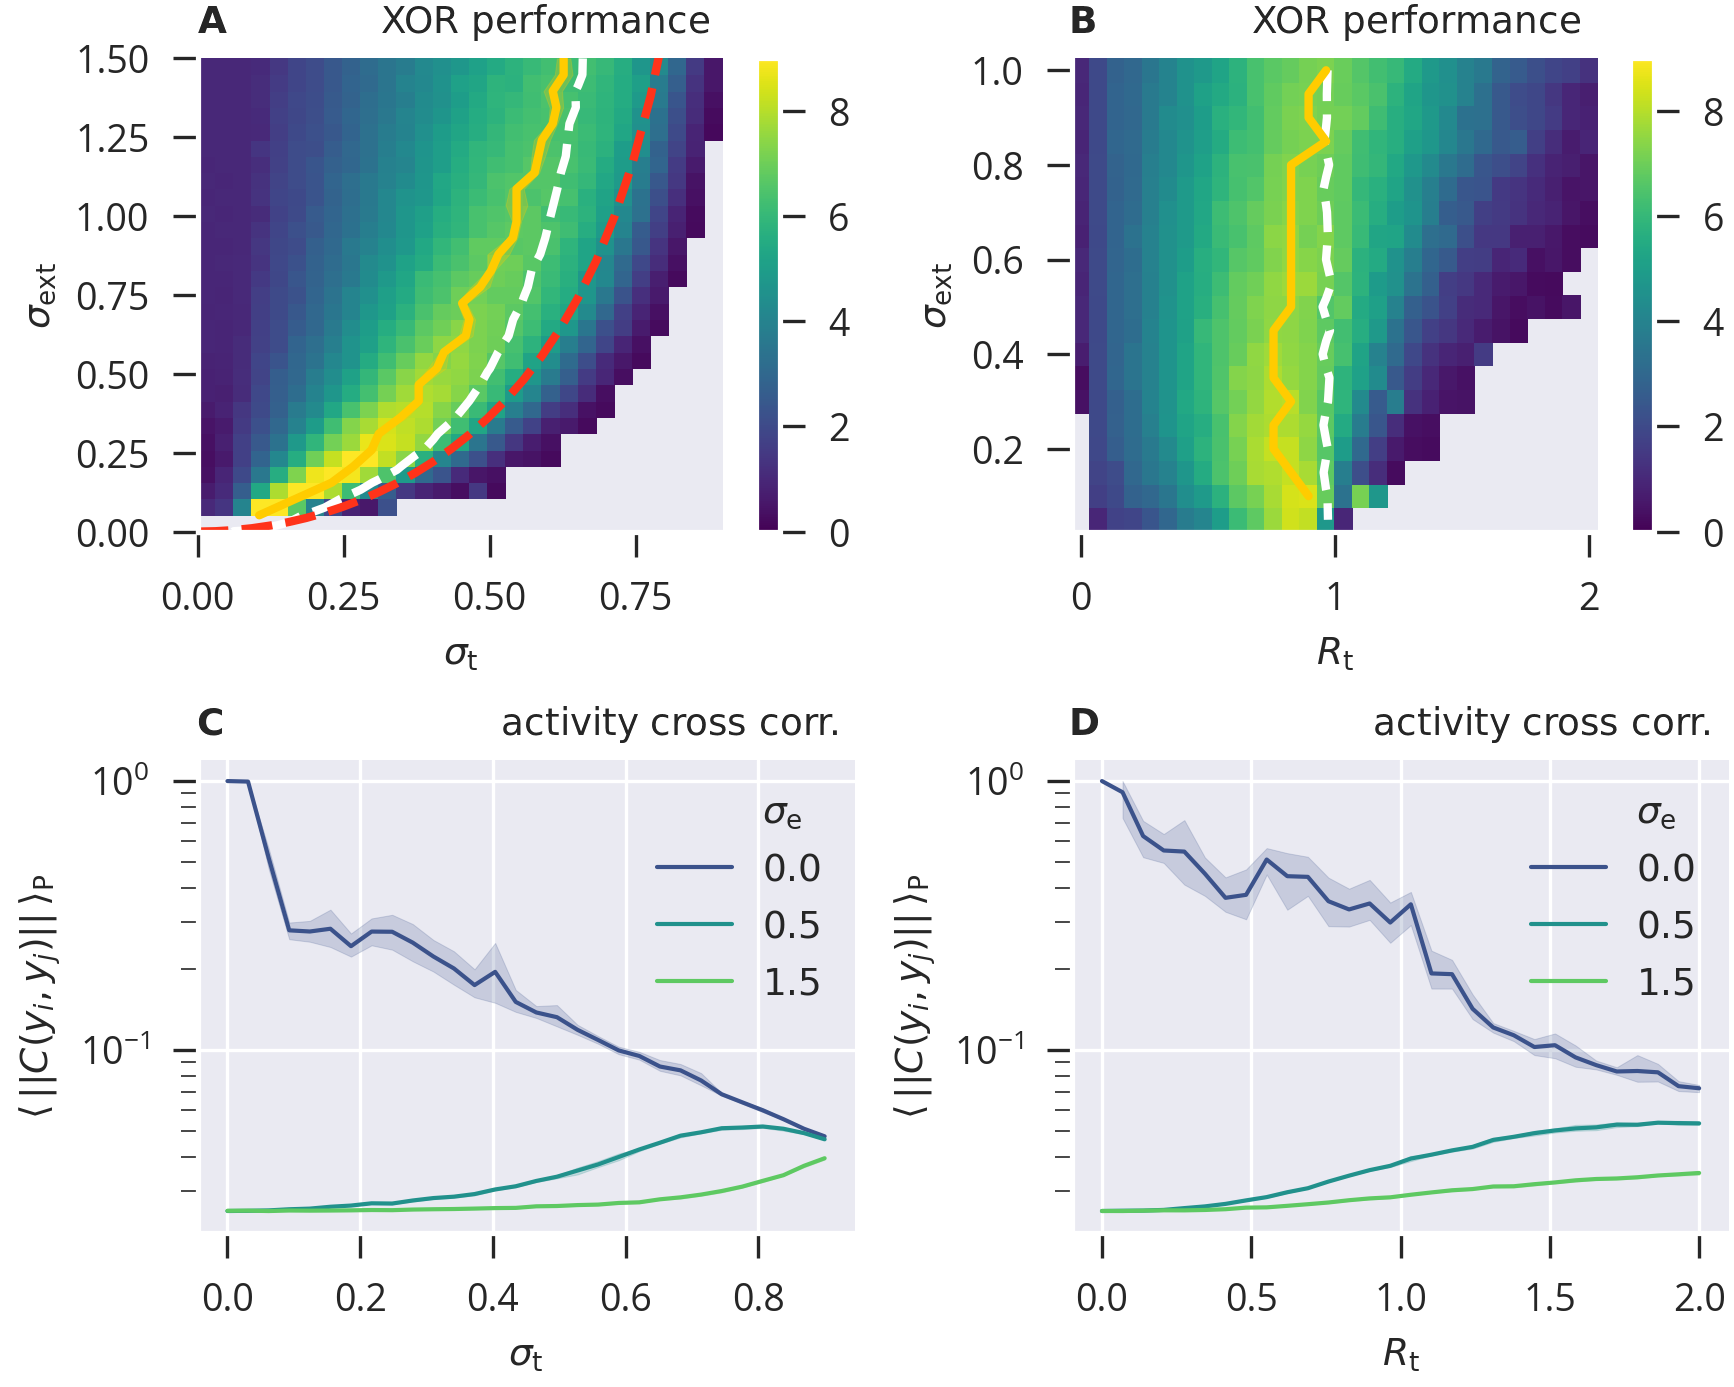 A XOR performance
1.50
1.25
1.00
0.75
0.50
0.25
0.00
σext
8
6
4
2
0
0.00 0.25 0.50 0.75
σt
B XOR performance
1.0
0.8
0.6
0.4
0.2
σext
8
6
4
2
0
0 1 2
Rt
C activity cross corr.
10⁰
10⁻¹
⟨ ||C(yi, yj)|| ⟩P
σe
0.0
0.5
1.5
0.0 0.2 0.4 0.6 0.8
σt
D activity cross corr.
10⁰
10⁻¹
⟨ ||C(yi, yj)|| ⟩P
σe
0.0
0.5
1.5
0.0 0.5 1.0 1.5 2.0
Rt